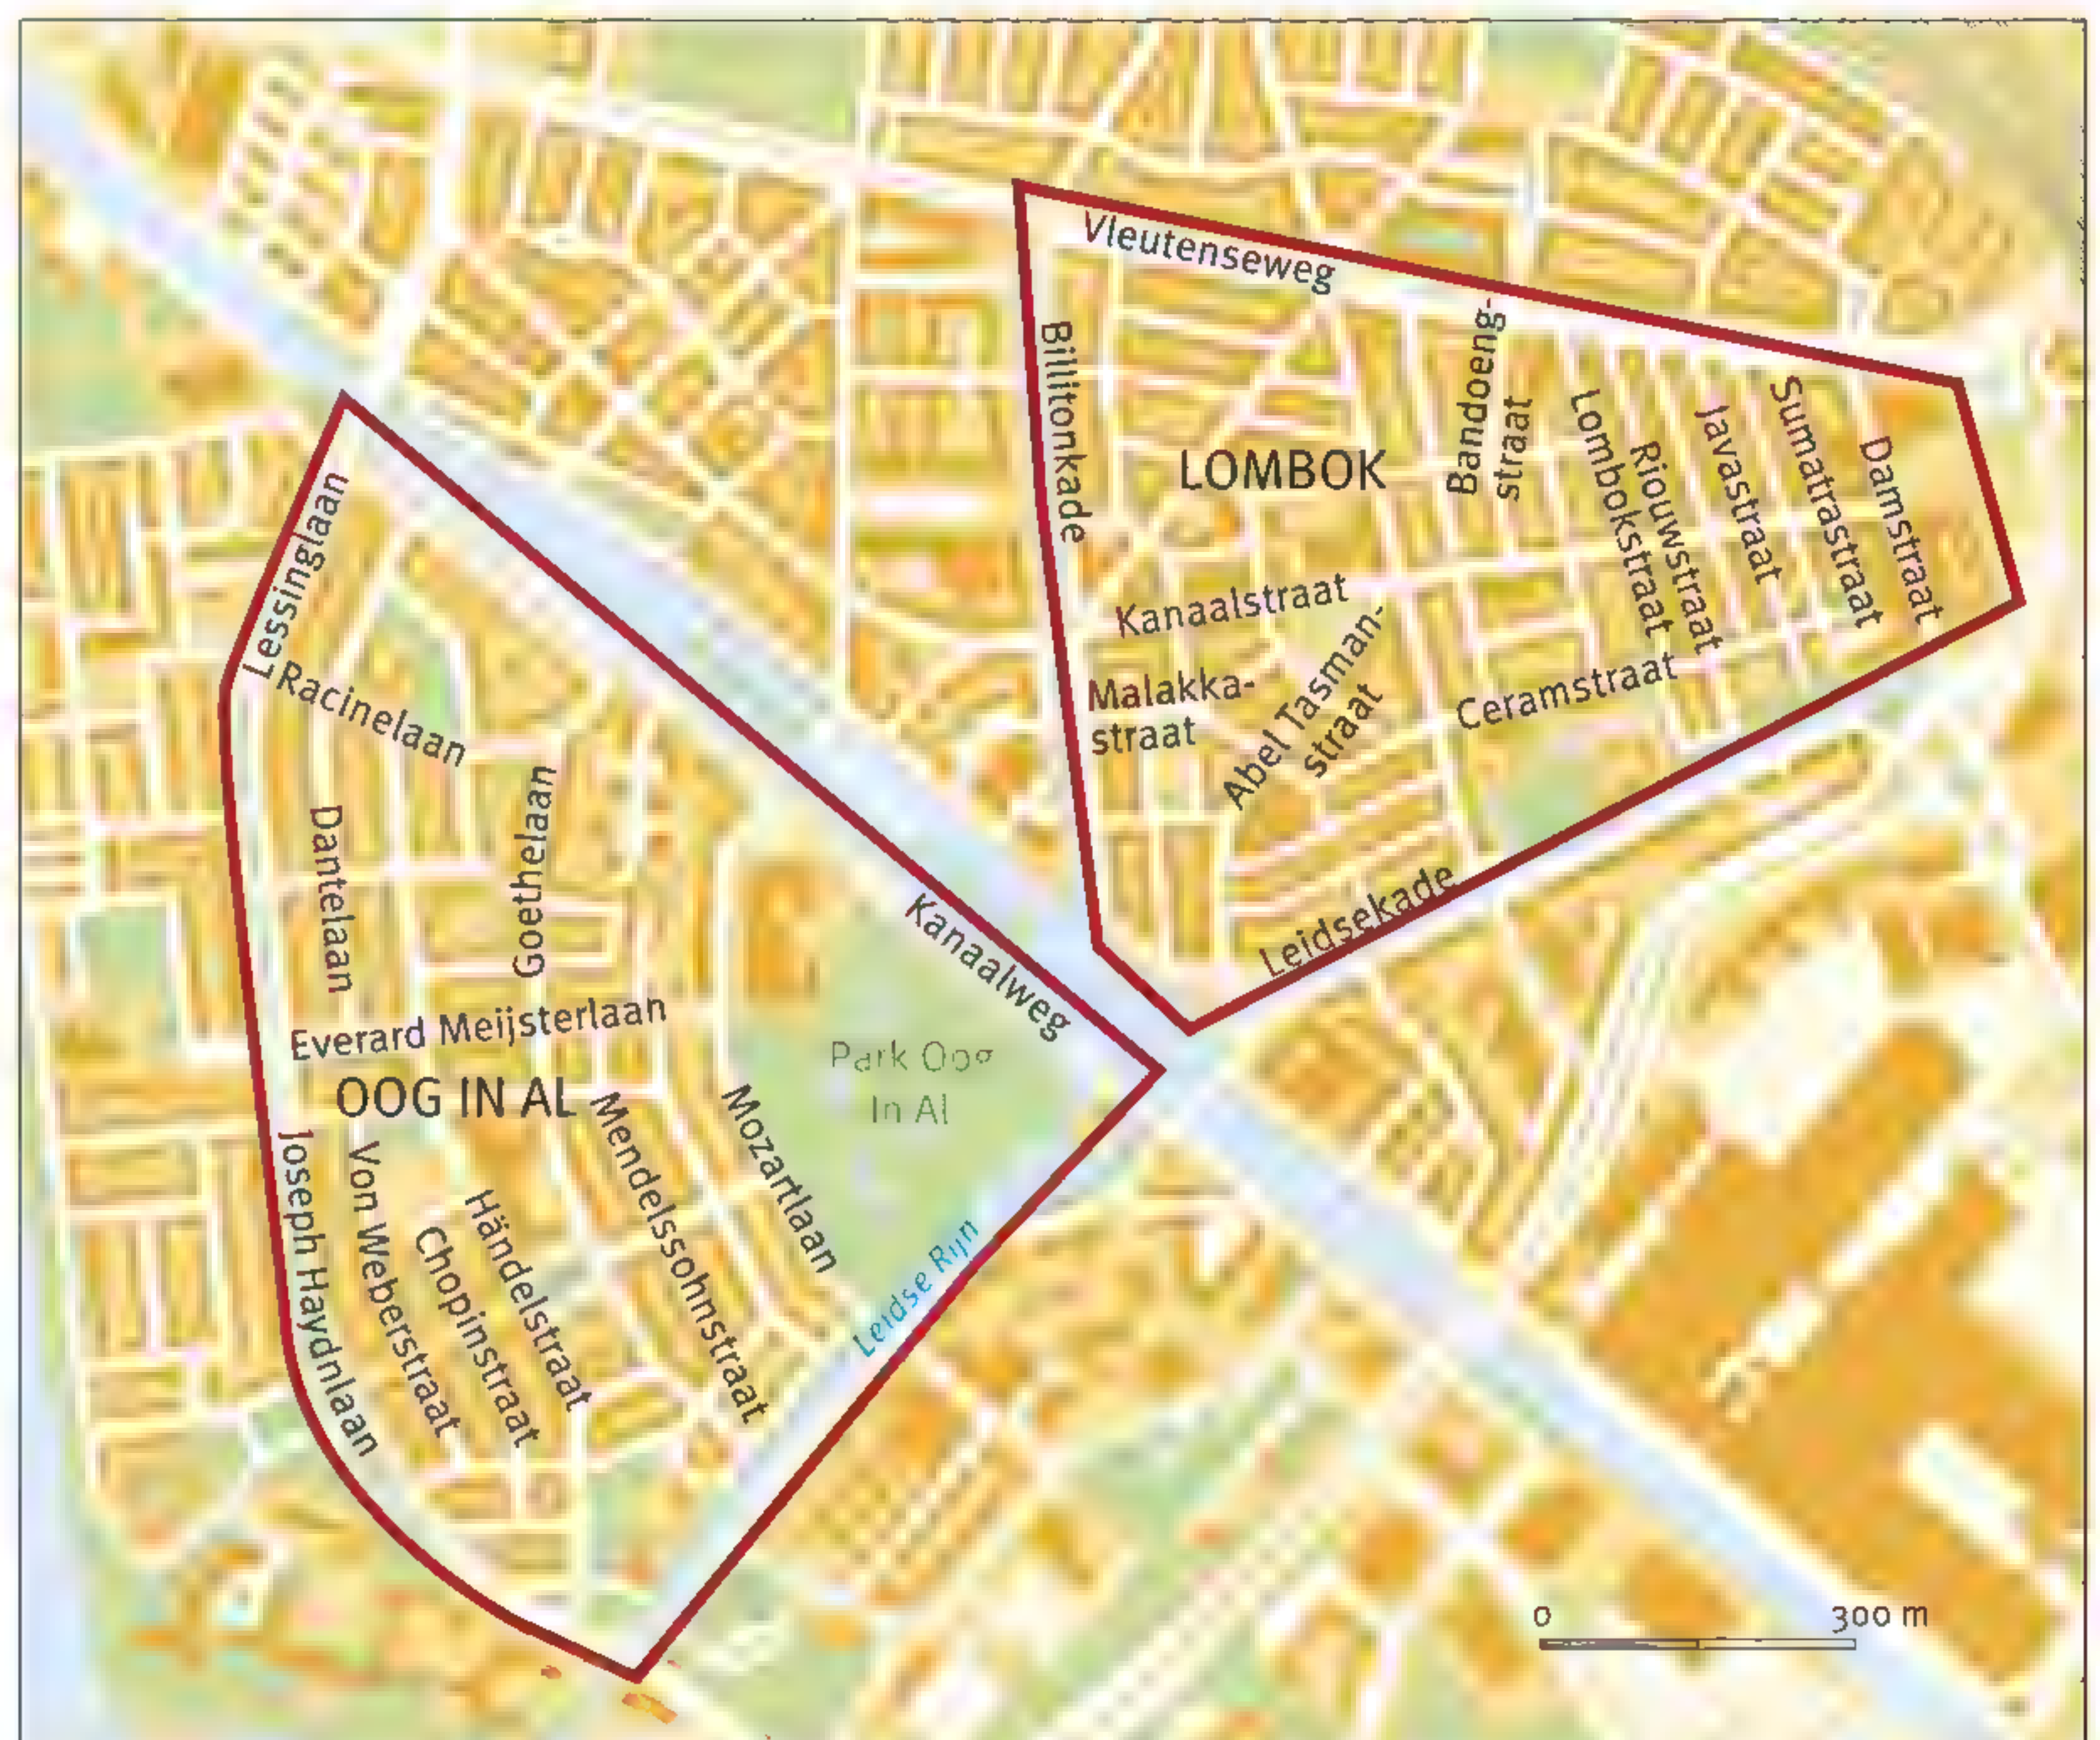 Vleutenseweg
Billitonkade
Bandoeng-
straat
LOMBOK
Lombokstraat
Riouwstraat
Javastraat
Sumatrastraat
Damstraat
Kanaalstraat
Malakka-
straat
Abel Tasman-
straat
Ceramstraat
Leidsekade
Lessinglaan
Racinelaan
Dantelaan
Goethelaan
Kanaalweg
Everard Meijsterlaan
OOG IN AL
Park Oog
In Al
Joseph Haydnlaan
Von Weberstraat
Chopinstraat
Händelstraat
Mendelssohnstraat
Mozartlaan
Leidse Rijn
0 300 m